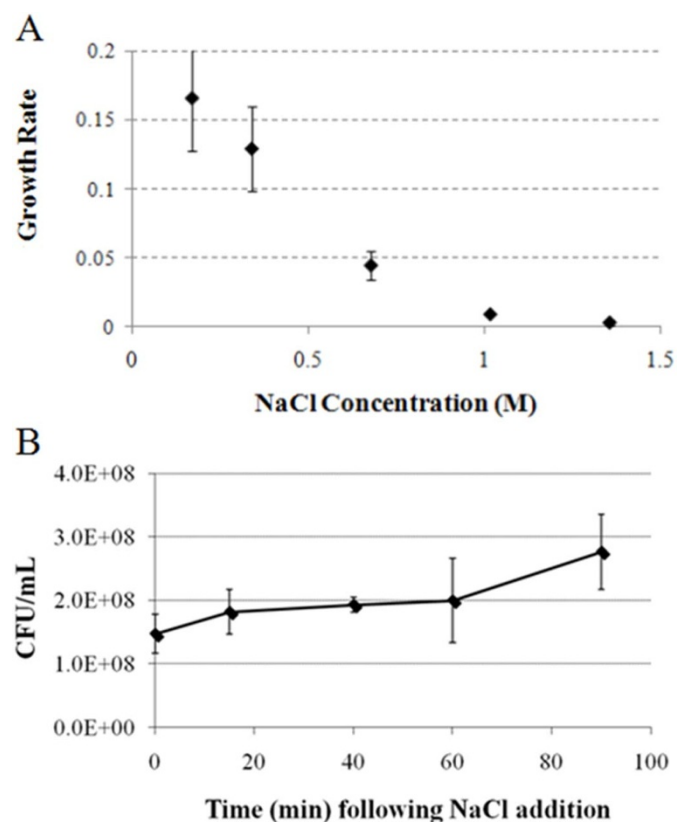 A
0.2
0.15
0.1
0.05
0
Growth Rate
0 0.5 1 1.5
NaCl Concentration (M)
B
4.0E+08
3.0E+08
2.0E+08
1.0E+08
0.0E+00
CFU/mL
0 20 40 60 80 100
Time (min) following NaCl addition